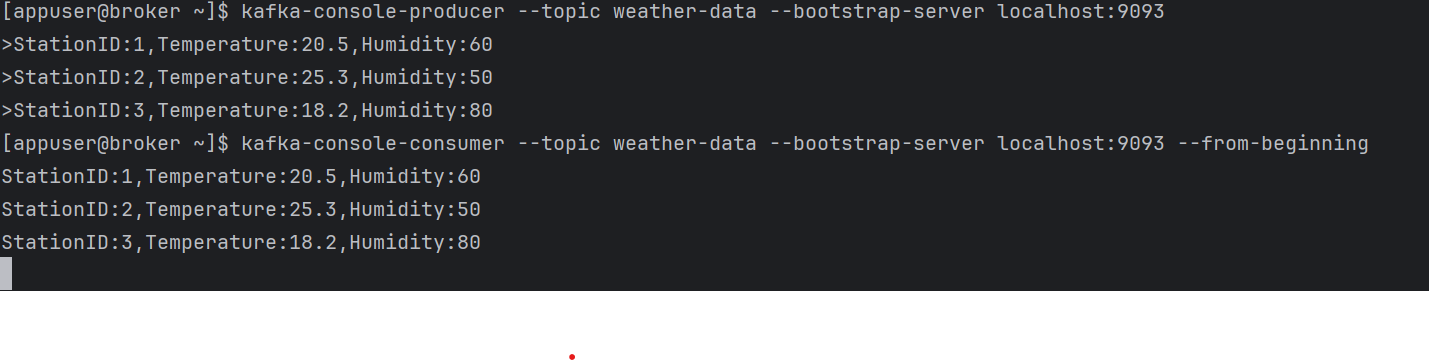 [appuser@broker ~]$ kafka-console-producer --topic weather-data --bootstrap-server localhost:9093
>StationID:1,Temperature:20.5,Humidity:60
>StationID:2,Temperature:25.3,Humidity:50
>StationID:3,Temperature:18.2,Humidity:80
[appuser@broker ~]$ kafka-console-consumer --topic weather-data --bootstrap-server localhost:9093 --from-beginning
StationID:1,Temperature:20.5,Humidity:60
StationID:2,Temperature:25.3,Humidity:50
StationID:3,Temperature:18.2,Humidity:80